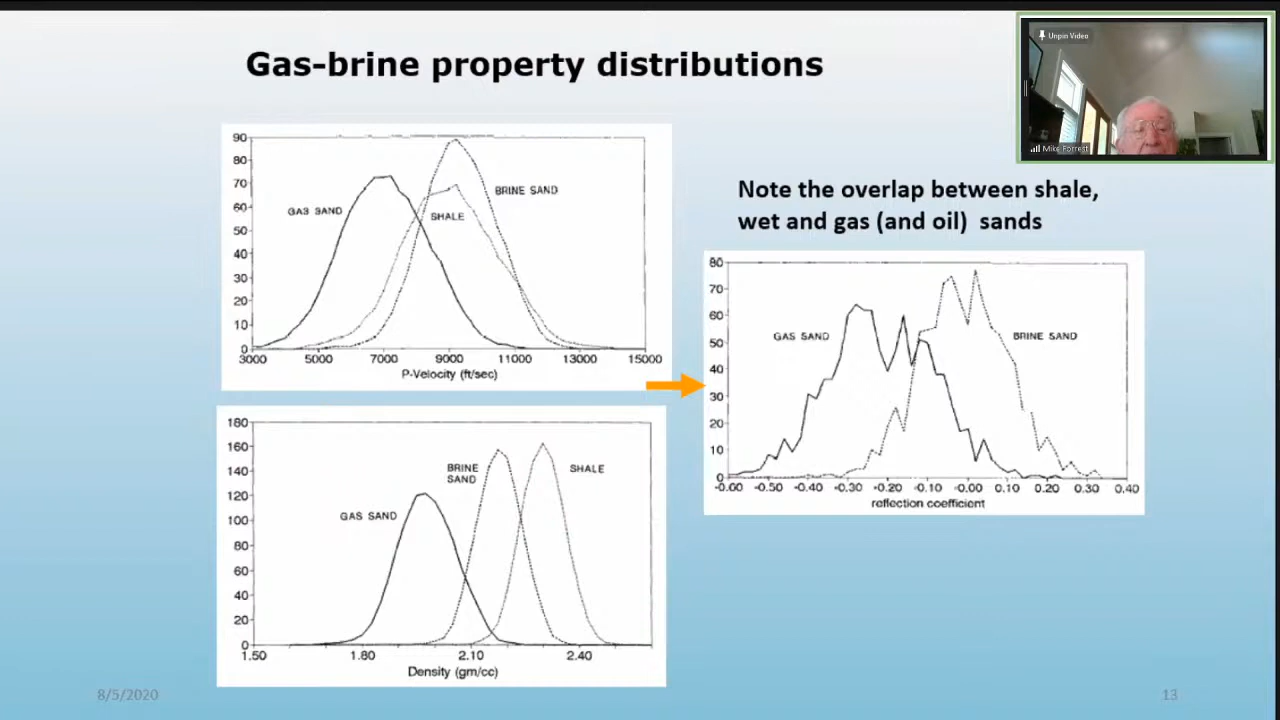 Gas-brine property distributions
Unpin Video
Mike Forrest
90
80
70
60
50
40
30
20
10
0
GAS SAND
SHALE
BRINE SAND
3000 5000 7000 9000 11000 13000 15000
P-Velocity (ft/sec)
Note the overlap between shale,
wet and gas (and oil) sands
80
70
60
50
40
30
20
10
0
GAS SAND
BRINE SAND
-0.60 -0.50 -0.40 -0.30 -0.20 -0.10 -0.00 0.10 0.20 0.30 0.40
reflection coefficient
180
160
140
120
100
80
60
40
20
0
BRINE
SAND
SHALE
GAS SAND
1.50 1.80 2.10 2.40
Density (gm/cc)
8/5/2020
13